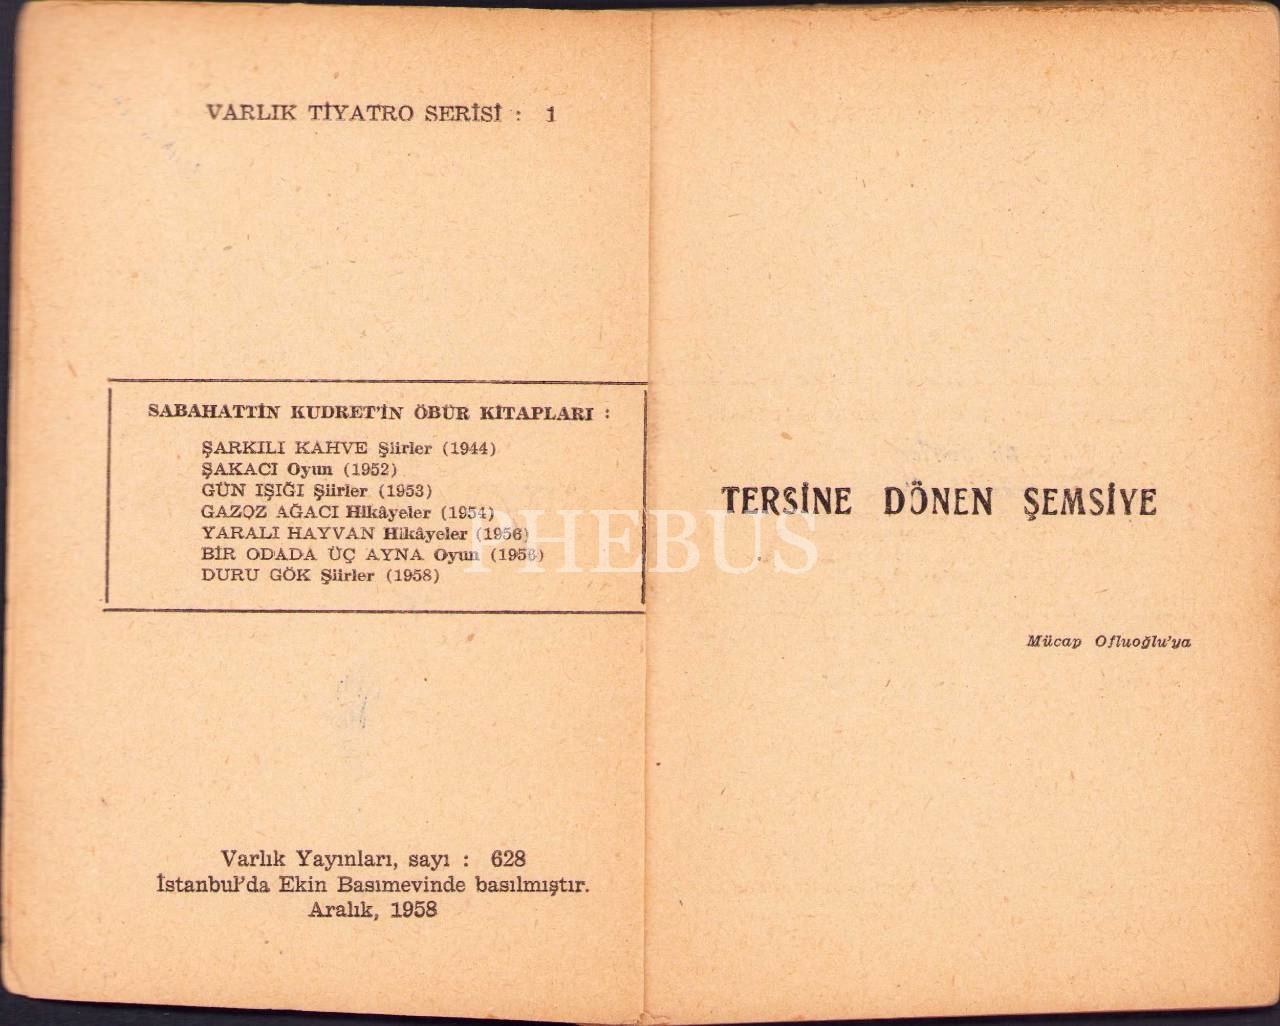 VARLIK TİYATRO SERİSİ : 1
SABAHATTİN KUDRET'İN ÖBÜR KİTAPLARI :
ŞARKILI KAHVE Şiirler (1944)
ŞAKACI Oyun (1952)
GÜN IŞIĞI Şiirler (1953)
GAZOZ AĞACI Hikâyeler (1954)
YARALI HAYVAN Hikâyeler (1956)
BİR ODADA ÜÇ AYNA Oyun (1956)
DURU GÖK Şiirler (1958)
Varlık Yayınları, sayı : 628
İstanbul'da Ekin Basımevinde basılmıştır.
Aralık, 1958
TERSİNE DÖNEN ŞEMSİYE
Mücap Ofluoğlu'ya
PHEBUS